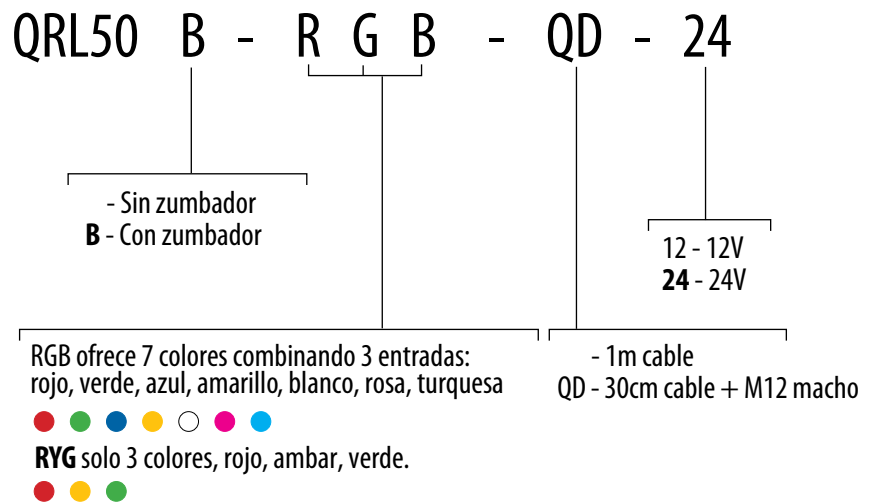 QRL50 B - R G B - QD - 24
- Sin zumbador
B - Con zumbador
12 - 12V
24 - 24V
RGB ofrece 7 colores combinando 3 entradas:
rojo, verde, azul, amarillo, blanco, rosa, turquesa
RYG solo 3 colores, rojo, ambar, verde.
- 1m cable
QD - 30cm cable + M12 macho